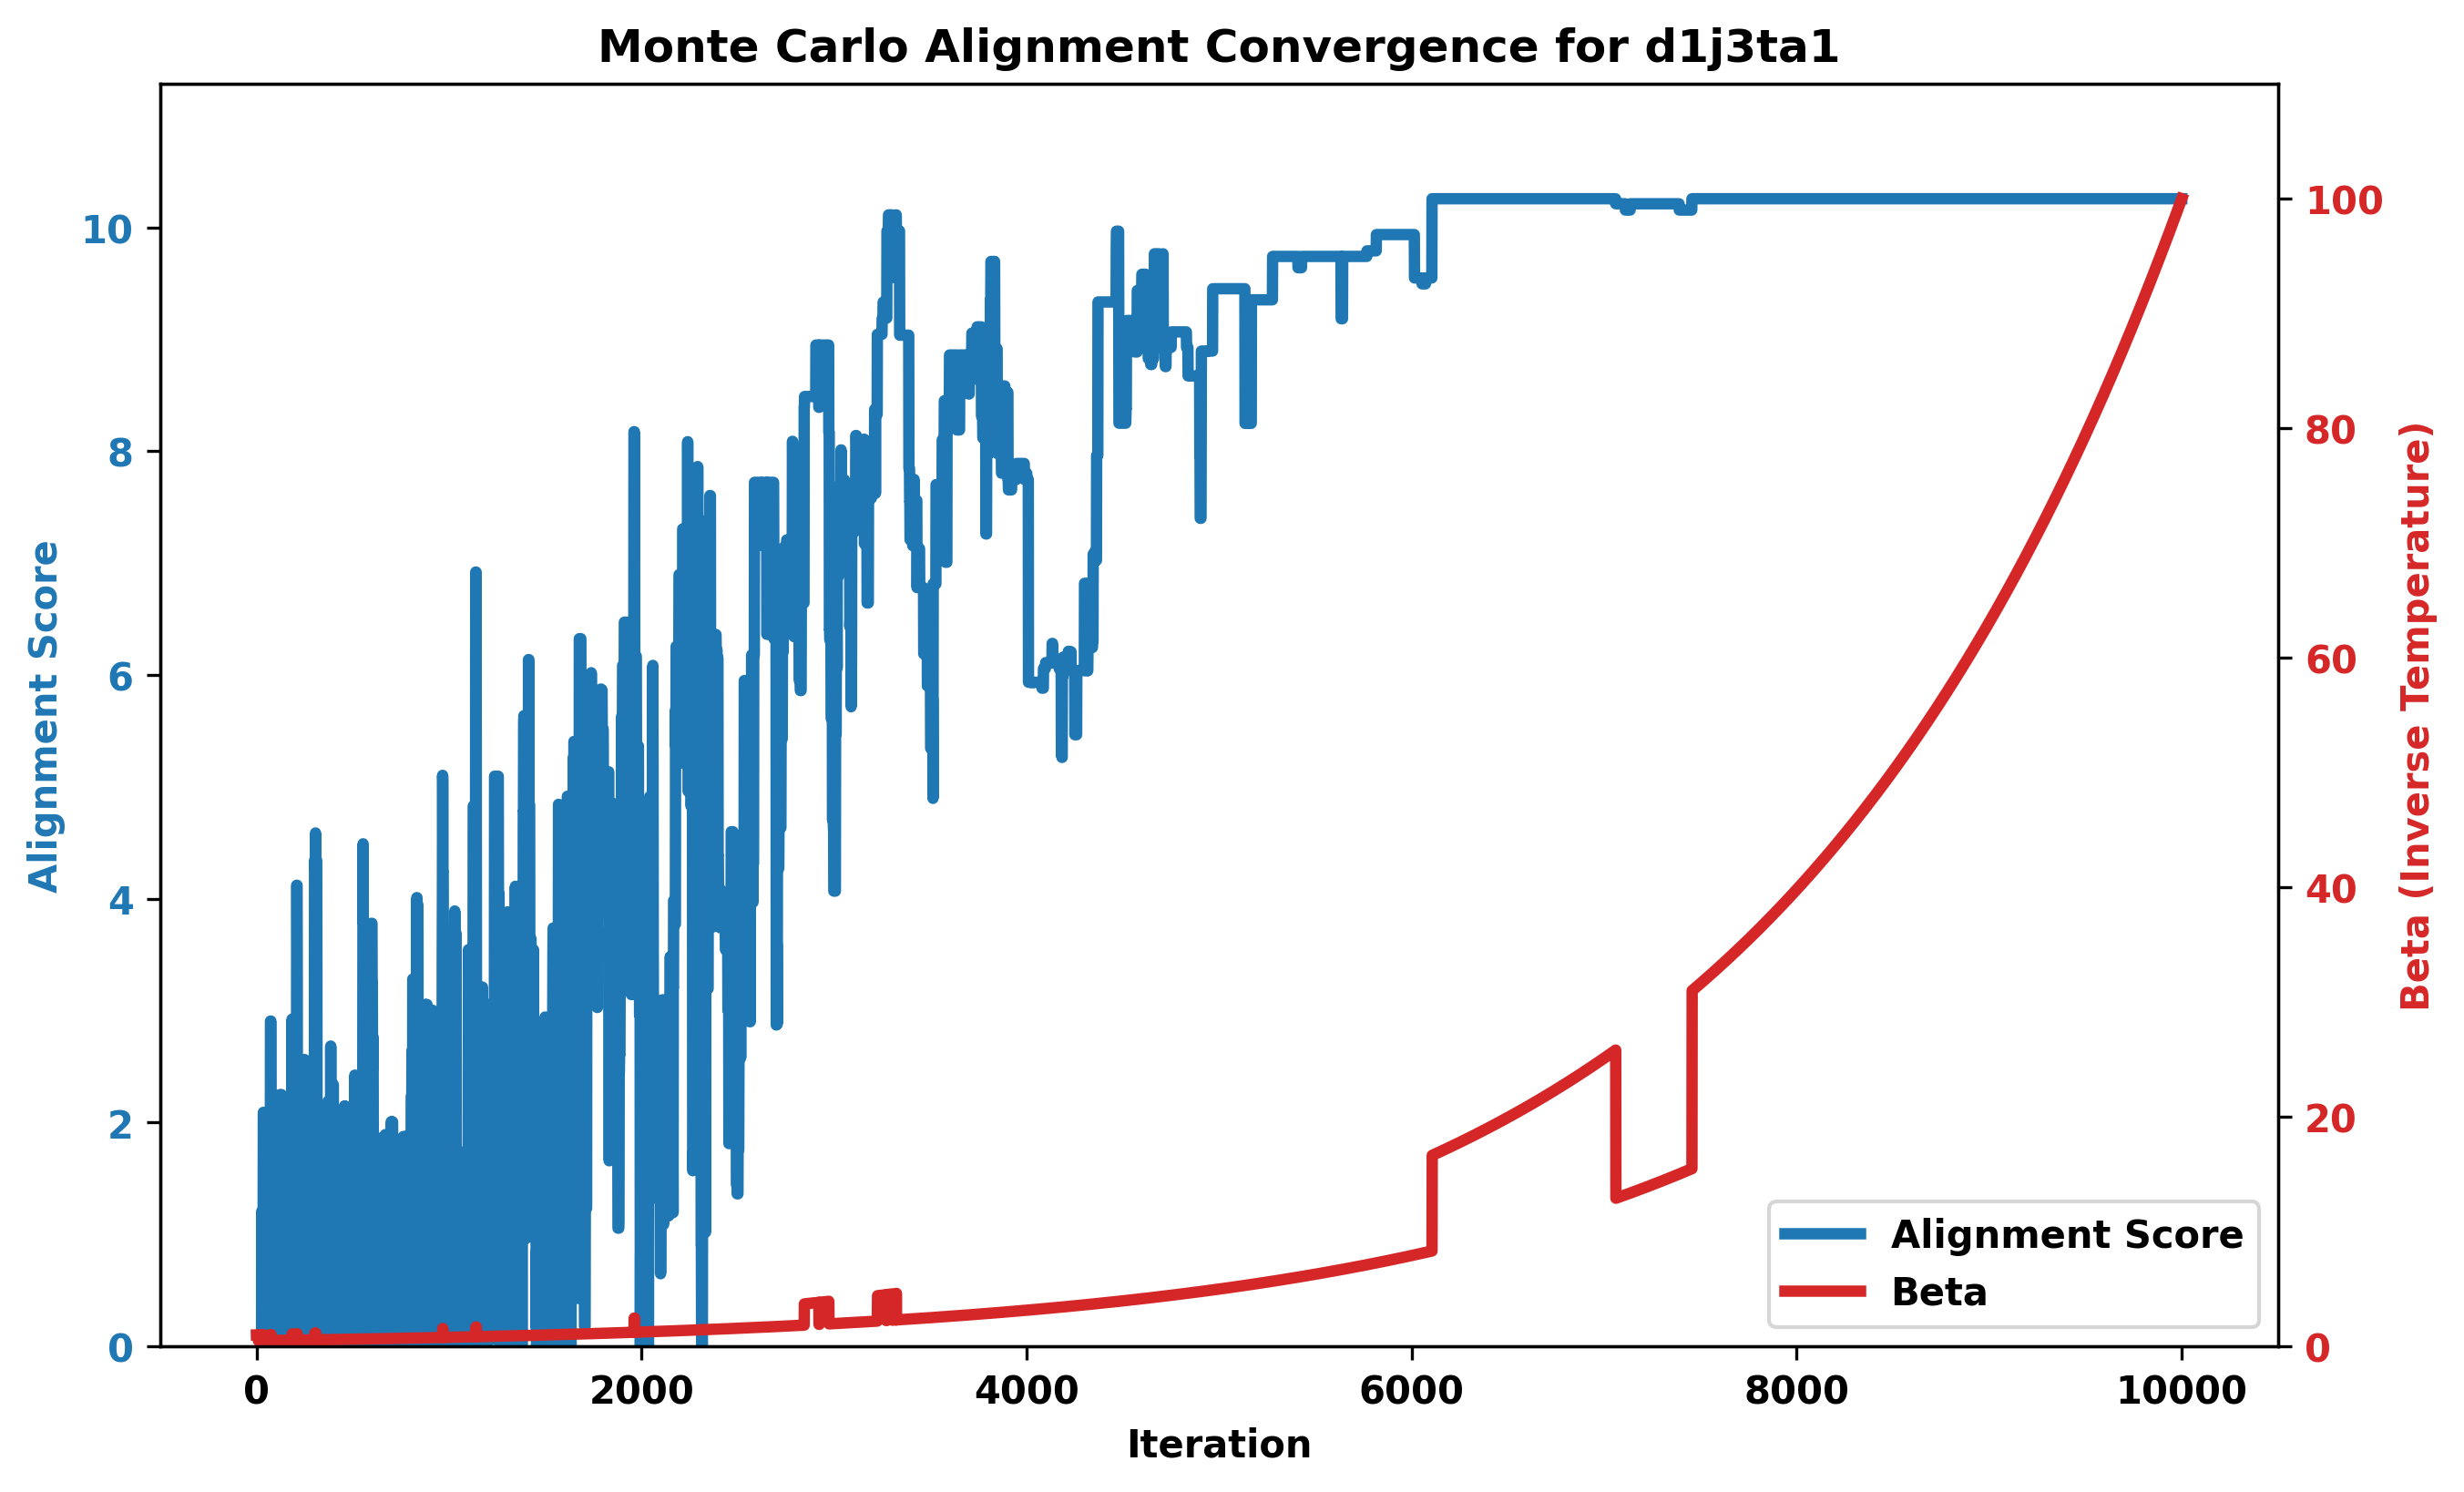 Monte Carlo Alignment Convergence for d1j3ta1
Alignment Score
10
8
6
4
2
0
100
80
60
40
20
0
Beta (Inverse Temperature)
Alignment Score
Beta
0 2000 4000 6000 8000 10000
Iteration